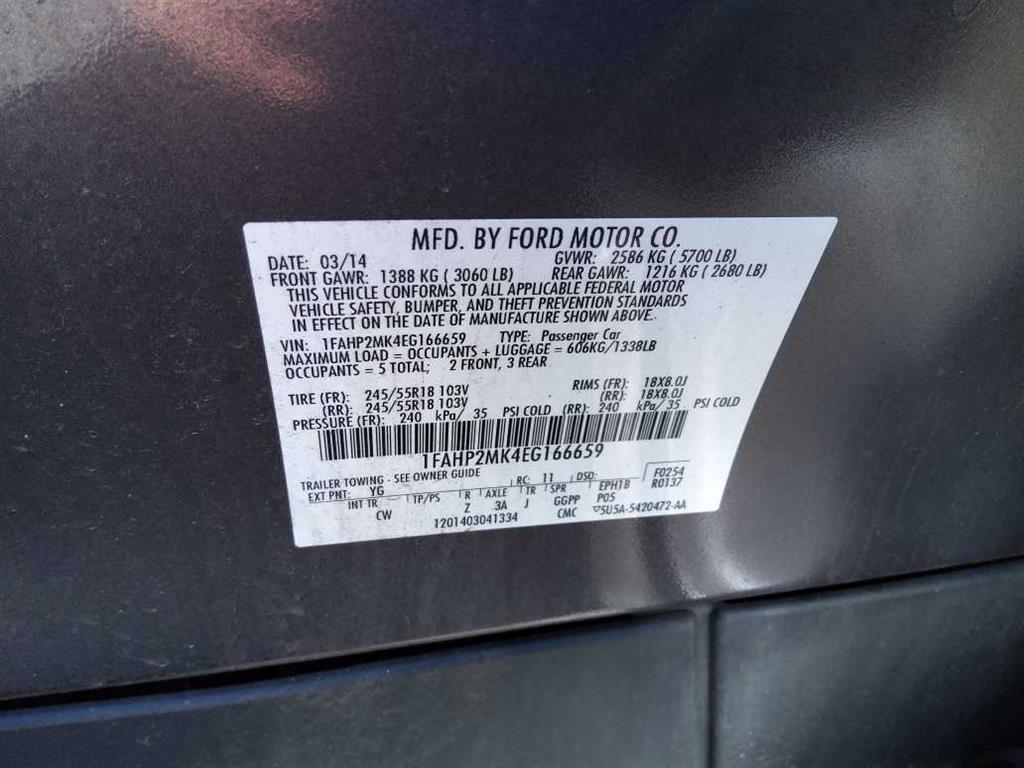 MFD. BY FORD MOTOR CO.
DATE: 03/14 GVWR: 2586 KG ( 5700 LB)
FRONT GAWR: 1388 KG ( 3060 LB) REAR GAWR: 1216 KG ( 2680 LB)
THIS VEHICLE CONFORMS TO ALL APPLICABLE FEDERAL MOTOR
VEHICLE SAFETY, BUMPER, AND THEFT PREVENTION STANDARDS
IN EFFECT ON THE DATE OF MANUFACTURE SHOWN ABOVE.
VIN: 1FAHP2MK4EG166659 TYPE: Passenger Car
MAXIMUM LOAD = OCCUPANTS + LUGGAGE = 606KG/1338LB
OCCUPANTS = 5 TOTAL; 2 FRONT, 3 REAR
TIRE (FR): 245/55R18 103V RIMS (FR): 18X8.0J
(RR): 245/55R18 103V (RR): 18X8.0J
PRESSURE (FR): 240 kPa/ 35 PSI COLD (RR): 240 kPa/ 35 PSI COLD
1FAHP2MK4EG166659
TRAILER TOWING - SEE OWNER GUIDE RC: 11 DSO: F0254
EXT PNT: YG R0137
INT TR TP/PS R AXLE TR SPR EPH1B
CW Z 3A J GGPP P05
1201403041334 CMC ▽5U5A-5420472-AA